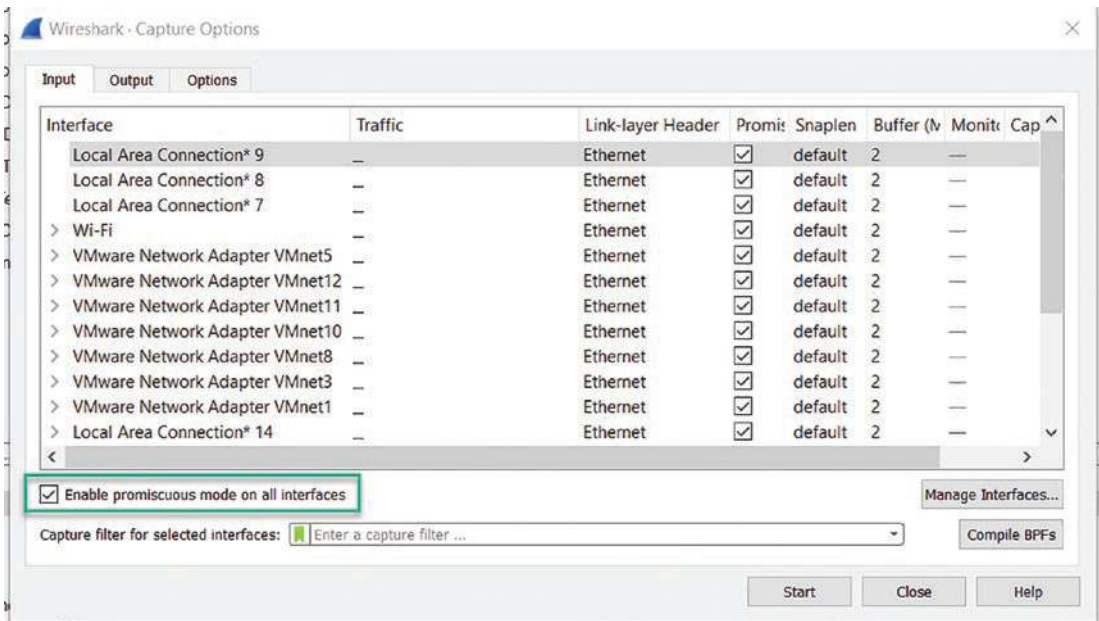 Wireshark · Capture Options
Input Output Options
Interface Traffic Link-layer Header Promis Snaplen Buffer (M Monito Cap
Local Area Connection* 9 _ Ethernet default 2 —
Local Area Connection* 8 _ Ethernet default 2 —
Local Area Connection* 7 _ Ethernet default 2 —
> Wi-Fi _ Ethernet default 2 —
> VMware Network Adapter VMnet5 _ Ethernet default 2 —
> VMware Network Adapter VMnet12 _ Ethernet default 2 —
> VMware Network Adapter VMnet11 _ Ethernet default 2 —
> VMware Network Adapter VMnet10 _ Ethernet default 2 —
> VMware Network Adapter VMnet8 _ Ethernet default 2 —
> VMware Network Adapter VMnet3 _ Ethernet default 2 —
> VMware Network Adapter VMnet1 _ Ethernet default 2 —
> Local Area Connection* 14 _ Ethernet default 2 —
Enable promiscuous mode on all interfaces Manage Interfaces...
Capture filter for selected interfaces: Enter a capture filter ... Compile BPFs
Start Close Help